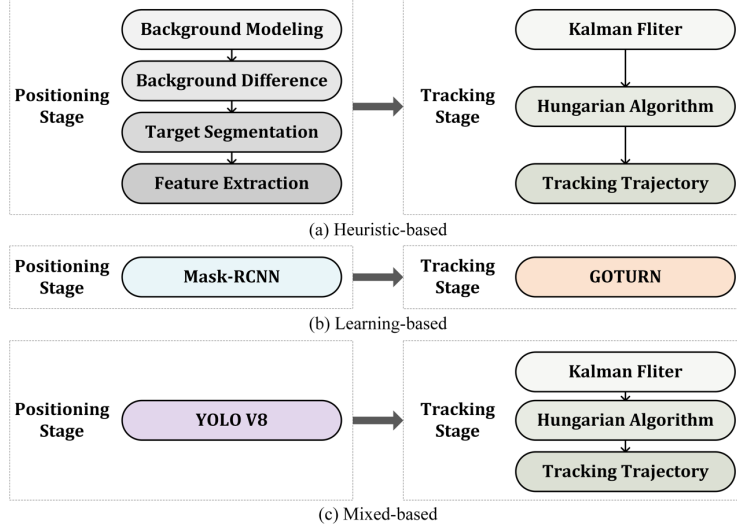 Positioning
Stage
Background Modeling
Background Difference
Target Segmentation
Feature Extraction
Tracking
Stage
Kalman Fliter
Hungarian Algorithm
Tracking Trajectory
(a) Heuristic-based
Positioning
Stage
Mask-RCNN
Tracking
Stage
GOTURN
(b) Learning-based
Positioning
Stage
YOLO V8
Tracking
Stage
Kalman Fliter
Hungarian Algorithm
Tracking Trajectory
(c) Mixed-based